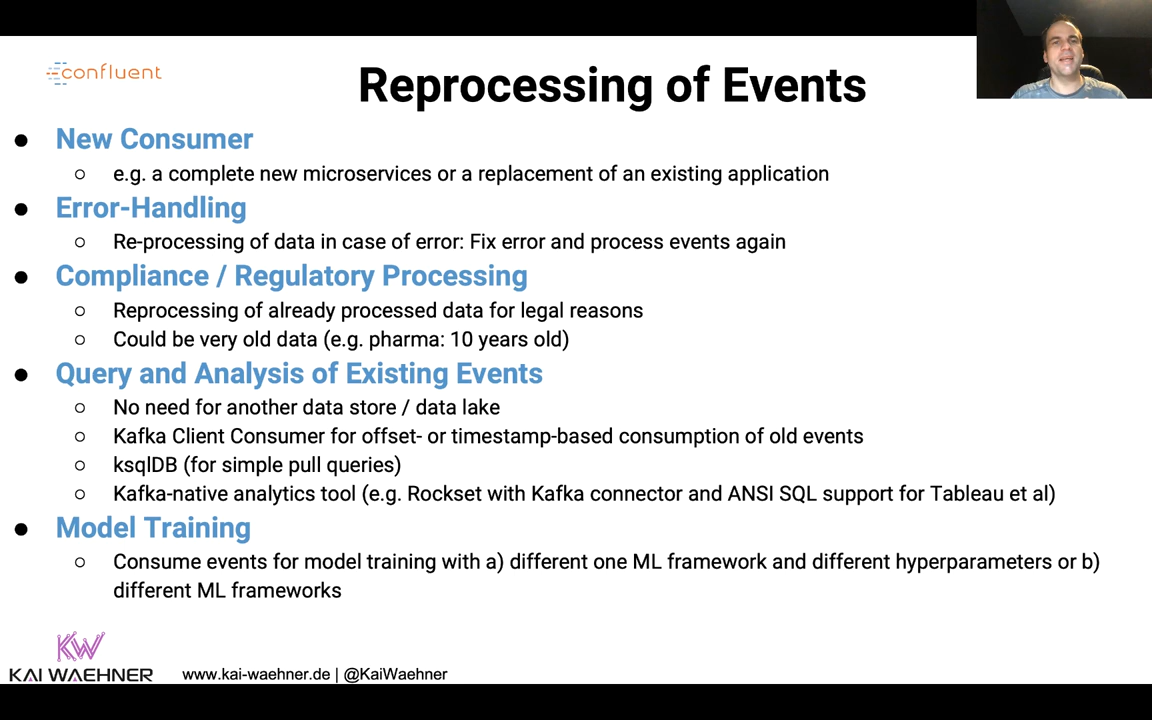 confluent
Reprocessing of Events
● New Consumer
○ e.g. a complete new microservices or a replacement of an existing application
● Error-Handling
○ Re-processing of data in case of error: Fix error and process events again
● Compliance / Regulatory Processing
○ Reprocessing of already processed data for legal reasons
○ Could be very old data (e.g. pharma: 10 years old)
● Query and Analysis of Existing Events
○ No need for another data store / data lake
○ Kafka Client Consumer for offset- or timestamp-based consumption of old events
○ ksqlDB (for simple pull queries)
○ Kafka-native analytics tool (e.g. Rockset with Kafka connector and ANSI SQL support for Tableau et al)
● Model Training
○ Consume events for model training with a) different one ML framework and different hyperparameters or b)
different ML frameworks
KW
KAI WAEHNER
www.kai-waehner.de | @KaiWaehner